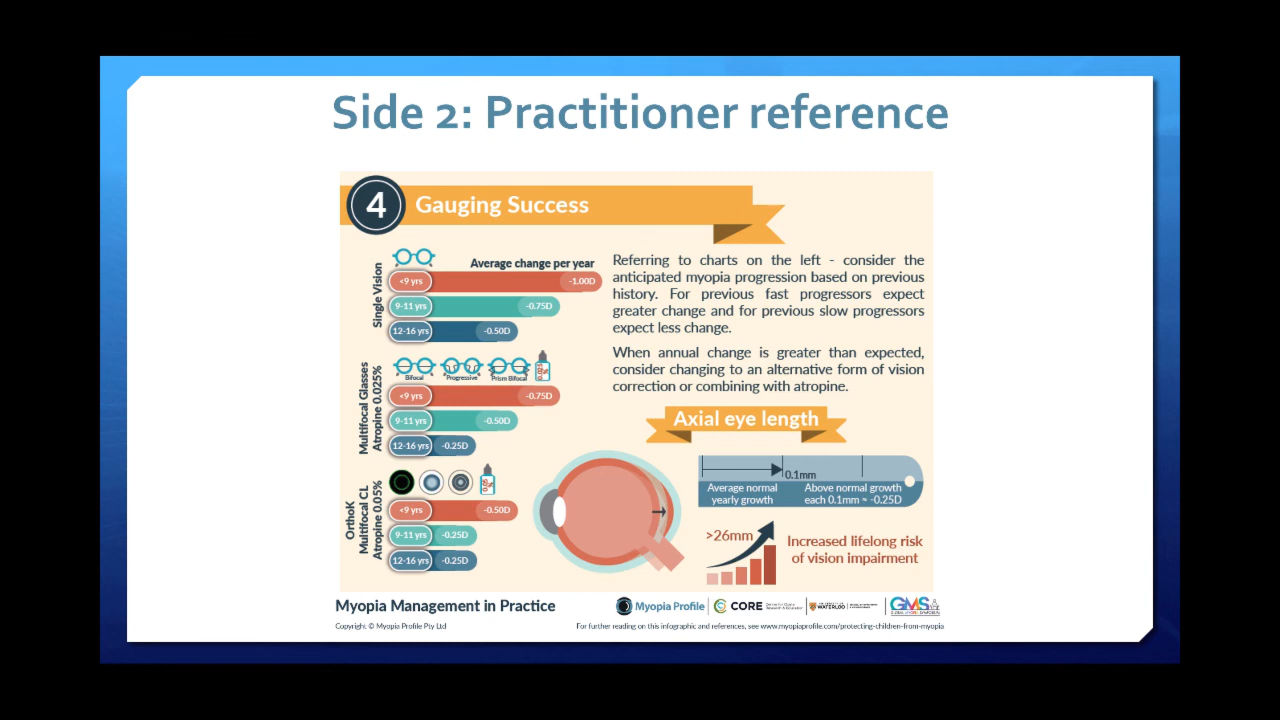 Side 2: Practitioner reference
4
Gauging Success
Single Vision
Average change per year
<9 yrs
-1.00D
9-11 yrs
-0.75D
12-16 yrs
-0.50D
Multifocal Glasses
Atropine 0.025%
Bifocal
Progressive
Prism Bifocal
<9 yrs
-0.75D
9-11 yrs
-0.50D
12-16 yrs
-0.25D
OrthoK
Multifocal CL
Atropine 0.05%
<9 yrs
-0.50D
9-11 yrs
-0.25D
12-16 yrs
-0.25D
Referring to charts on the left - consider the
anticipated myopia progression based on previous
history. For previous fast progressors expect
greater change and for previous slow progressors
expect less change.
When annual change is greater than expected,
consider changing to an alternative form of vision
correction or combining with atropine.
Axial eye length
0.1mm
Average normal
yearly growth
Above normal growth
each 0.1mm ≈ -0.25D
>26mm
Increased lifelong risk
of vision impairment
Myopia Management in Practice
Myopia Profile
CORE
WATERLOO
GMS
Copyright © Myopia Profile Pty Ltd
For further reading on this infographic and references, see www.myopiaprofile.com/protecting-children-from-myopia